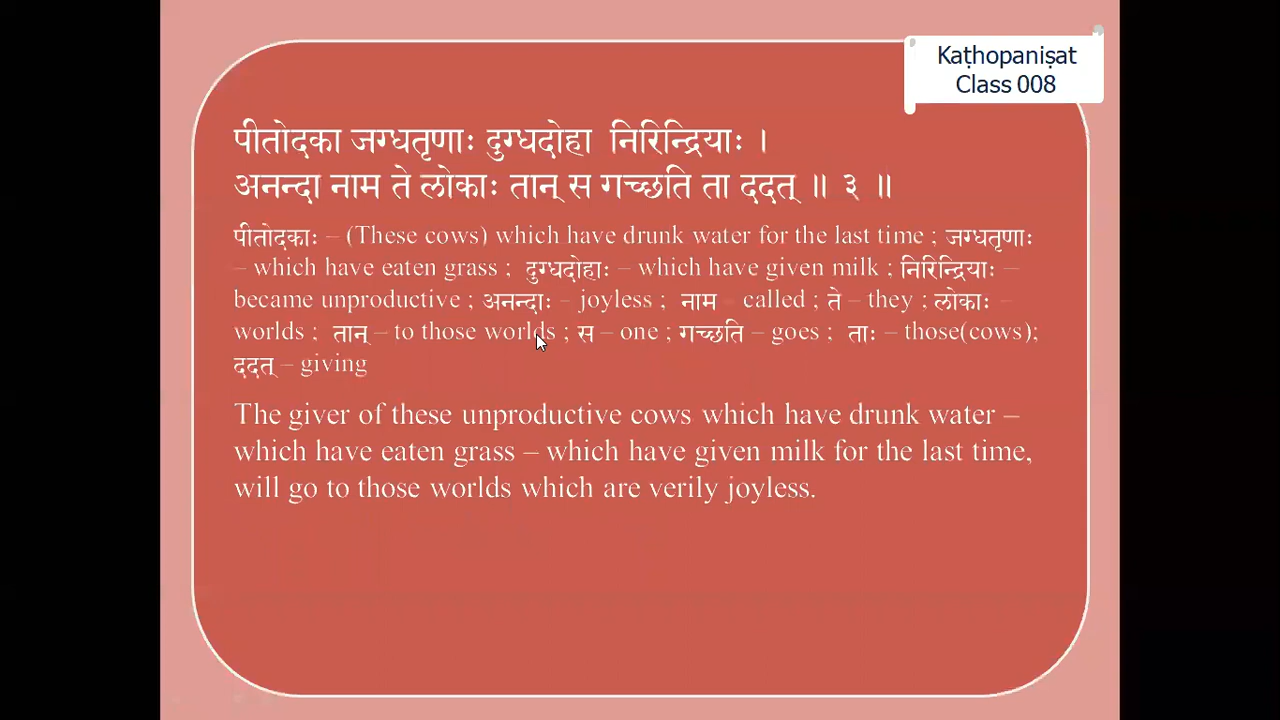 Kaṭhopaniṣat
Class 008
पीतोदका जग्धतृणाः दुग्धदोहा निरिन्द्रियाः ।
अनन्दा नाम ते लोकाः तान् स गच्छति ता ददत् ॥ ३ ॥
पीतोदकाः – (These cows) which have drunk water for the last time ; जग्धतृणाः
– which have eaten grass ; दुग्धदोहाः – which have given milk ; निरिन्द्रियाः –
became unproductive ; अनन्दाः – joyless ; नाम – called ; ते – they ; लोकाः –
worlds ; तान् – to those worlds ; स – one ; गच्छति – goes ; ताः – those(cows);
ददत् – giving
The giver of these unproductive cows which have drunk water –
which have eaten grass – which have given milk for the last time,
will go to those worlds which are verily joyless.